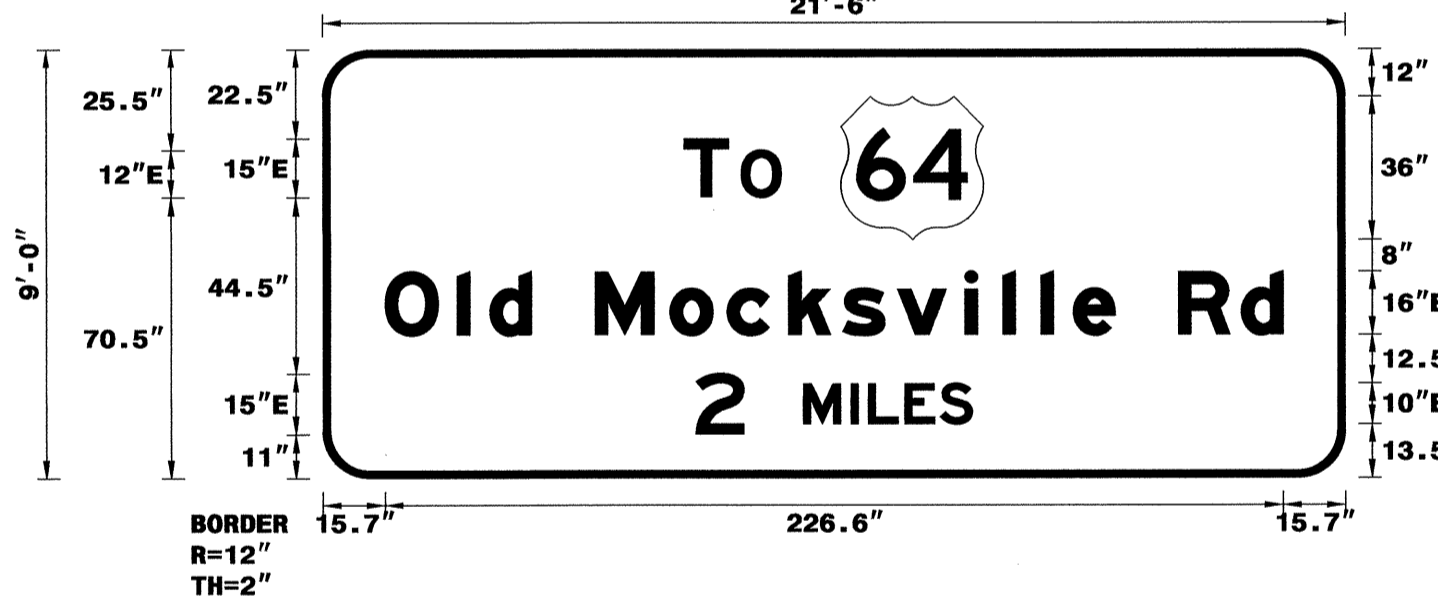 21'-6"
25.5"
22.5"
12"
12"E
15"E
To 64
36"
9'-0"
8"
44.5"
Old Mocksville Rd
16"E
70.5"
12.5
15"E
2 MILES
10"E
11"
13.5
BORDER
15.7"
226.6"
15.7"
R=12"
TH=2"